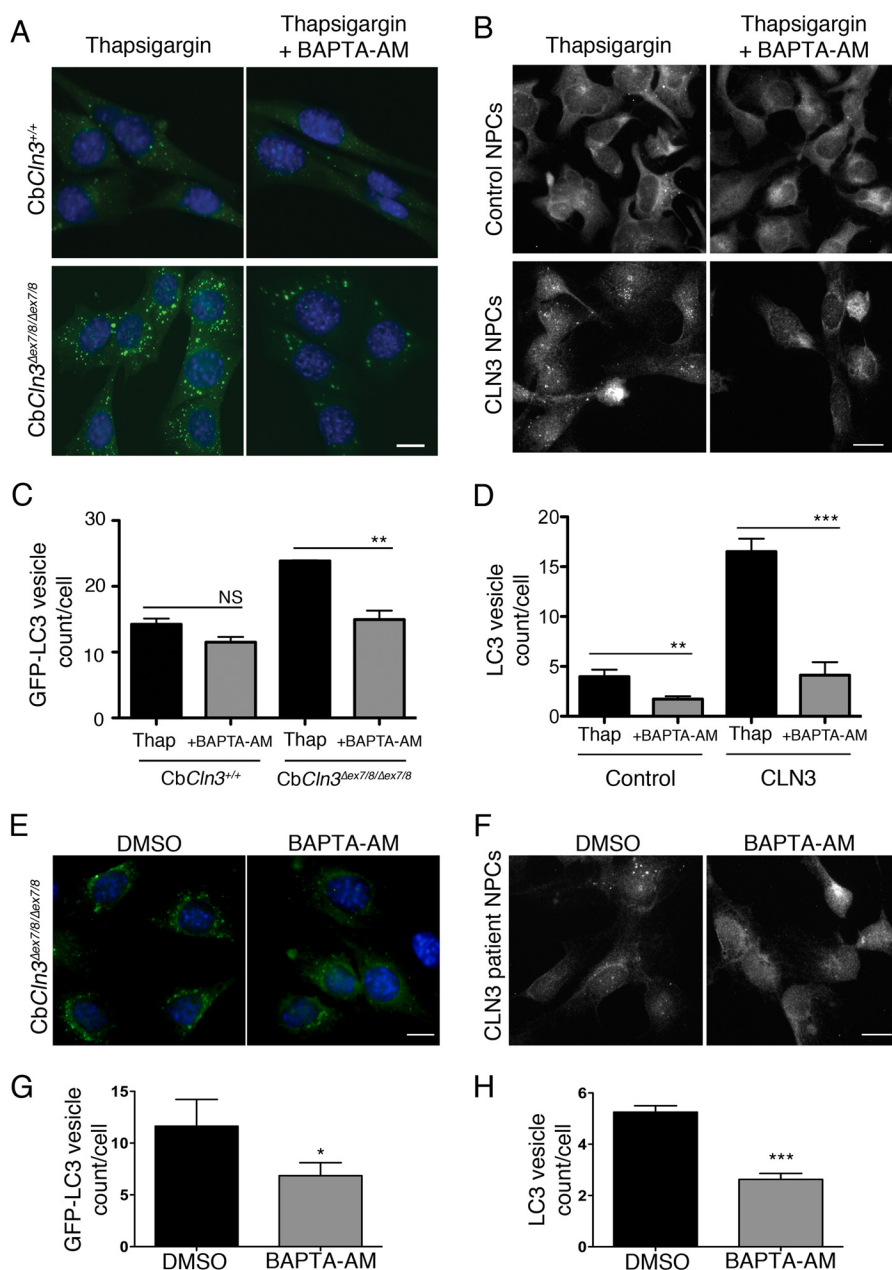 A
Thapsigargin
Thapsigargin
+ BAPTA-AM
CbCln3+/+
CbCln3Δex7/8/Δex7/8
B
Thapsigargin
Thapsigargin
+ BAPTA-AM
Control NPCs
CLN3 NPCs
C
GFP-LC3 vesicle
count/cell
30
20
10
0
NS
**
Thap
+BAPTA-AM
Thap
+BAPTA-AM
CbCln3+/+
CbCln3Δex7/8/Δex7/8
D
LC3 vesicle
count/cell
20
15
10
5
0
**
***
Thap
+BAPTA-AM
Thap
+BAPTA-AM
Control
CLN3
E
DMSO
BAPTA-AM
CbCln3Δex7/8/Δex7/8
F
DMSO
BAPTA-AM
CLN3 patient NPCs
G
GFP-LC3 vesicle
count/cell
15
10
5
0
*
DMSO
BAPTA-AM
H
LC3 vesicle
count/cell
6
4
2
0
***
DMSO
BAPTA-AM